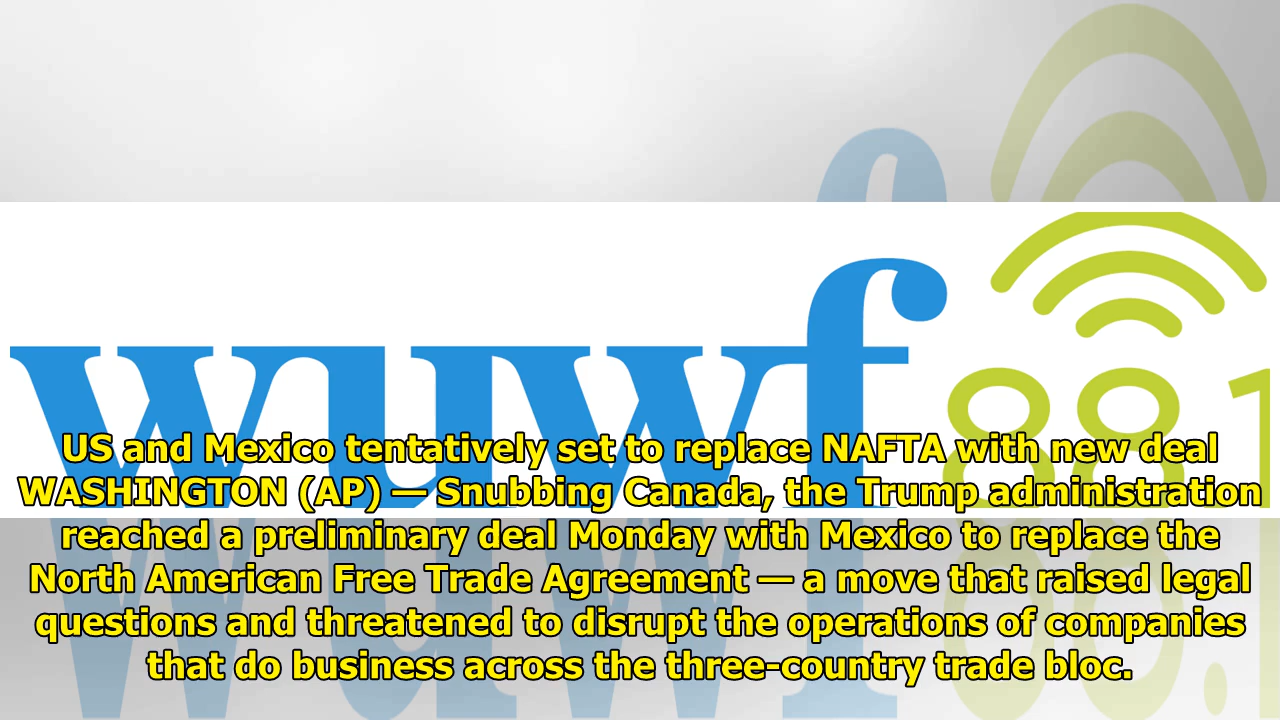 wuwf
88.1
US and Mexico tentatively set to replace NAFTA with new deal
WASHINGTON (AP) — Snubbing Canada, the Trump administration
reached a preliminary deal Monday with Mexico to replace the
North American Free Trade Agreement — a move that raised legal
questions and threatened to disrupt the operations of companies
that do business across the three-country trade bloc.